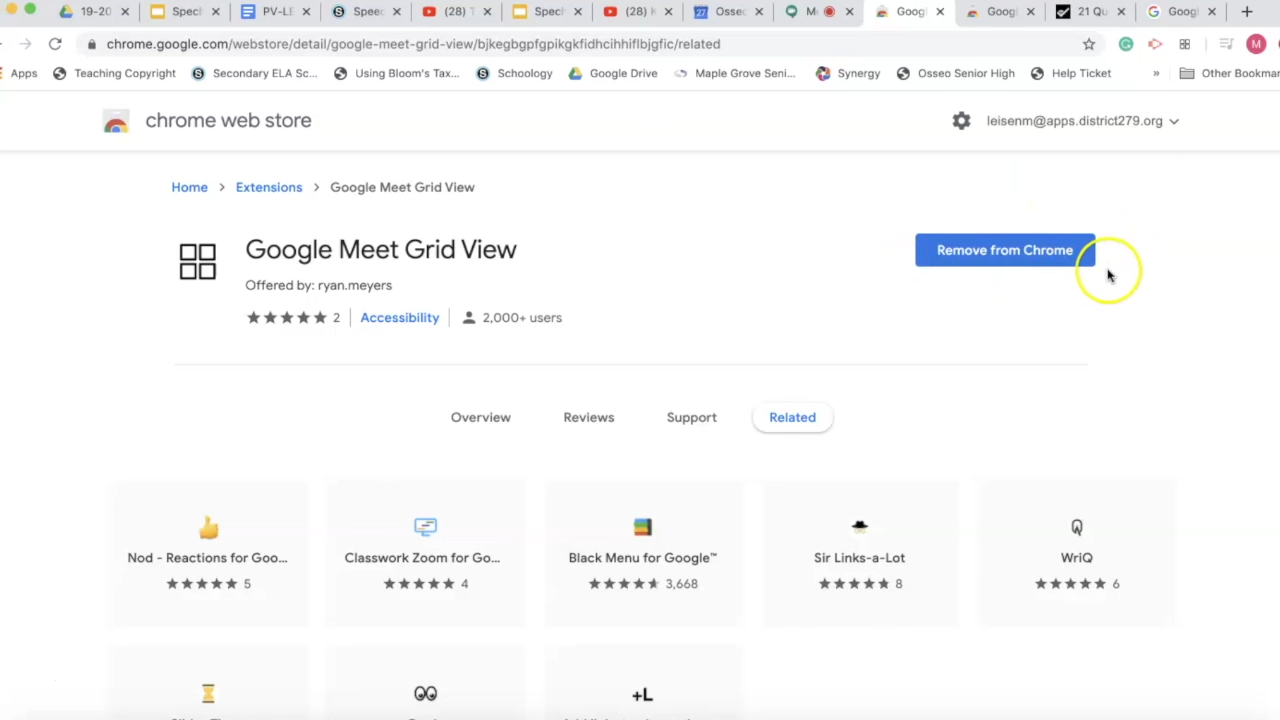 19-20
Spech
PV-LE
Speec
(28) T
Spech
(28)
Osseo
M
Googl
Googl
21 Qu
Googl
chrome.google.com/webstore/detail/google-meet-grid-view/bjkegbgpfgpikgkfidhcihhiflbjgfic/related
M
Apps
Teaching Copyright
Secondary ELA Sc...
Using Bloom's Tax...
Schoology
Google Drive
Maple Grove Seni...
Synergy
Osseo Senior High
Help Ticket
»
Other Bookmar
chrome web store
leisenm@apps.district279.org
Home > Extensions > Google Meet Grid View
Google Meet Grid View
Remove from Chrome
Offered by: ryan.meyers
2
Accessibility
2,000+ users
Overview
Reviews
Support
Related
Nod - Reactions for Goo...
Classwork Zoom for Go...
Black Menu for Google™
Sir Links-a-Lot
WriQ
5
4
3,668
8
6
+L